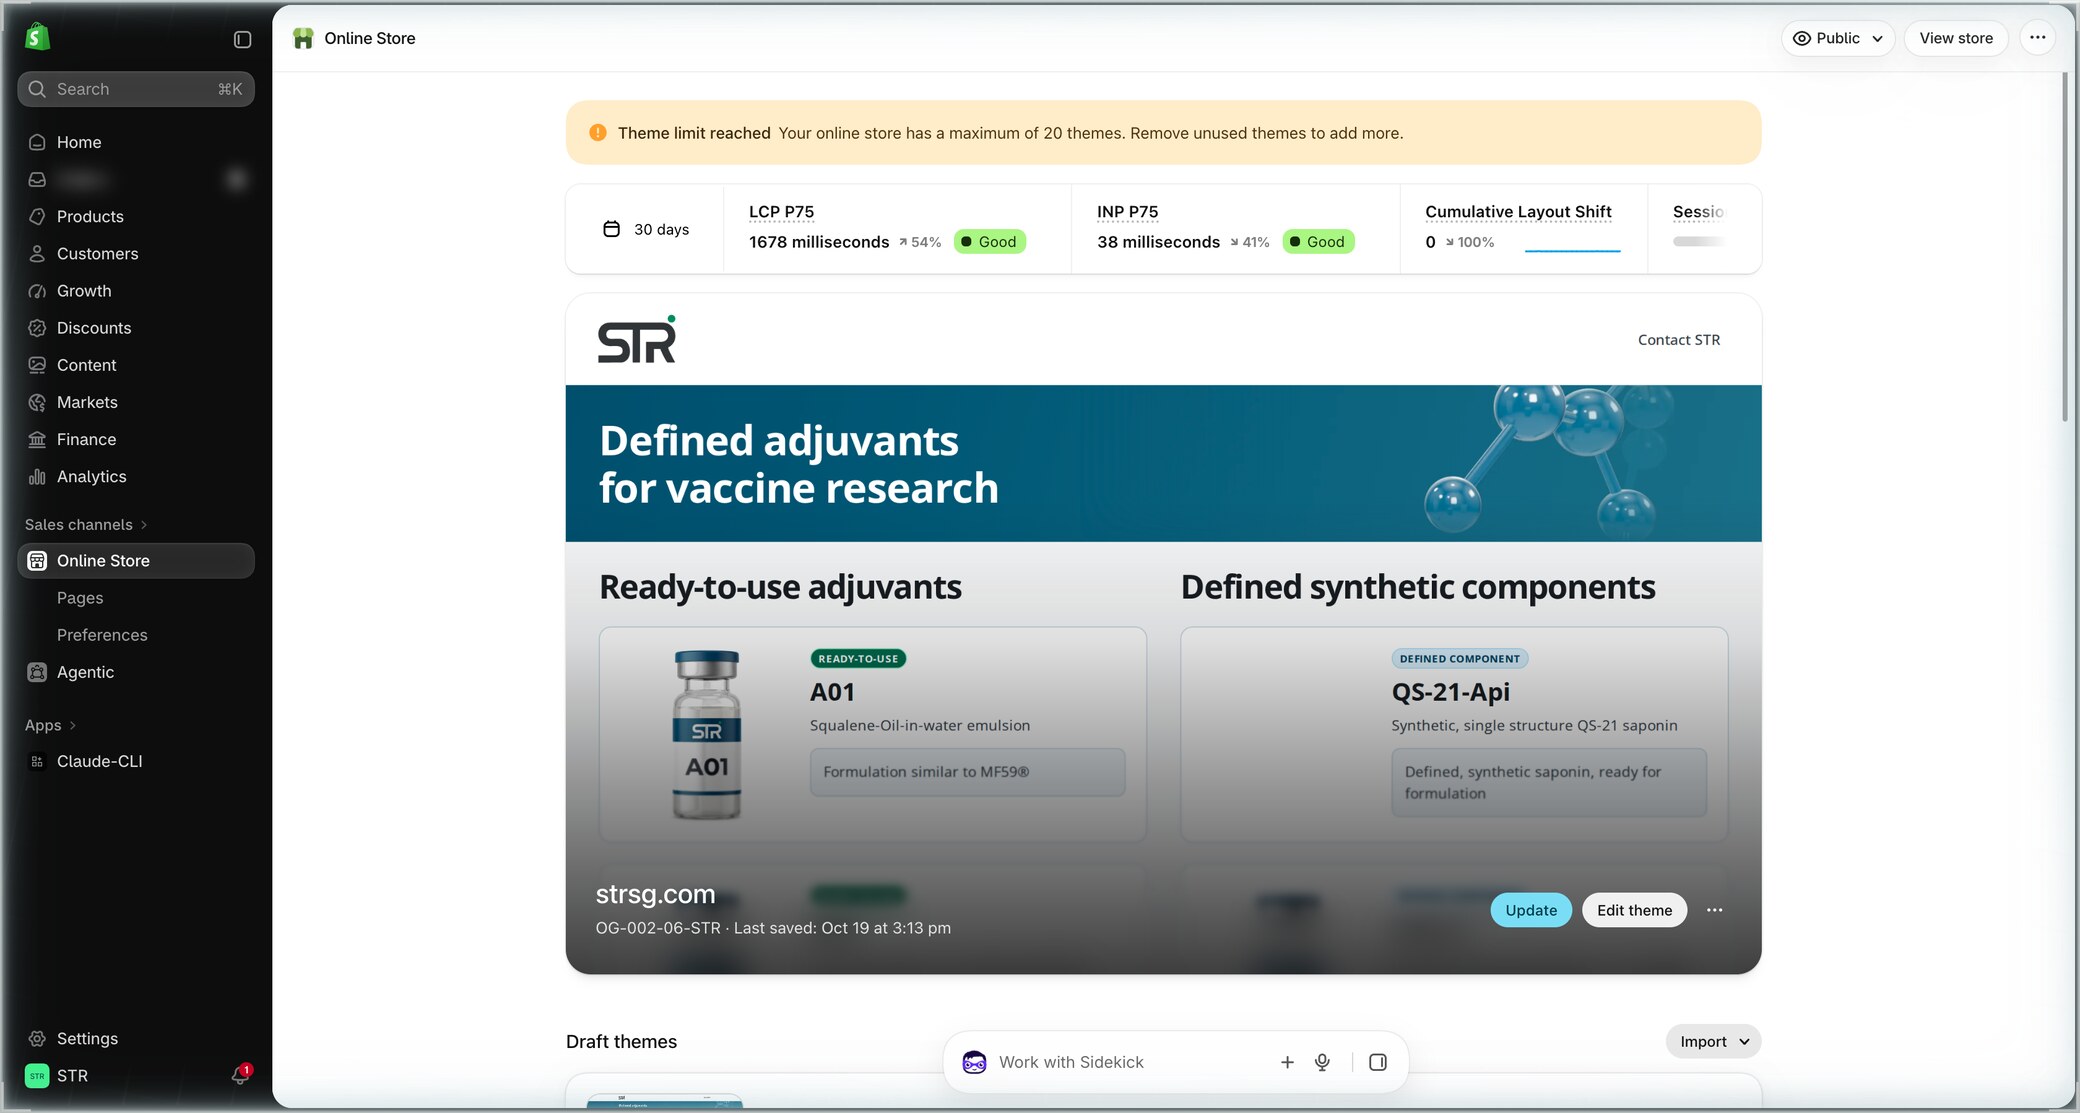 Online Store
Public
View store
Search ⌘K
Home
Products
Customers
Growth
Discounts
Content
Markets
Finance
Analytics
Sales channels
Online Store
Pages
Preferences
Agentic
Apps
Claude-CLI
Settings
STR STR
1
Theme limit reached Your online store has a maximum of 20 themes. Remove unused themes to add more.
30 days
LCP P75
1678 milliseconds 54% Good
INP P75
38 milliseconds 41% Good
Cumulative Layout Shift
0 100%
Sessio
STR
Contact STR
Defined adjuvants
for vaccine research
Ready-to-use adjuvants
STR
A01
READY-TO-USE
A01
Squalene-Oil-in-water emulsion
Formulation similar to MF59®
Defined synthetic components
DEFINED COMPONENT
QS-21-Api
Synthetic, single structure QS-21 saponin
Defined, synthetic saponin, ready for
formulation
strsg.com
OG-002-06-STR · Last saved: Oct 19 at 3:13 pm
Update
Edit theme
Draft themes
Import
Work with Sidekick